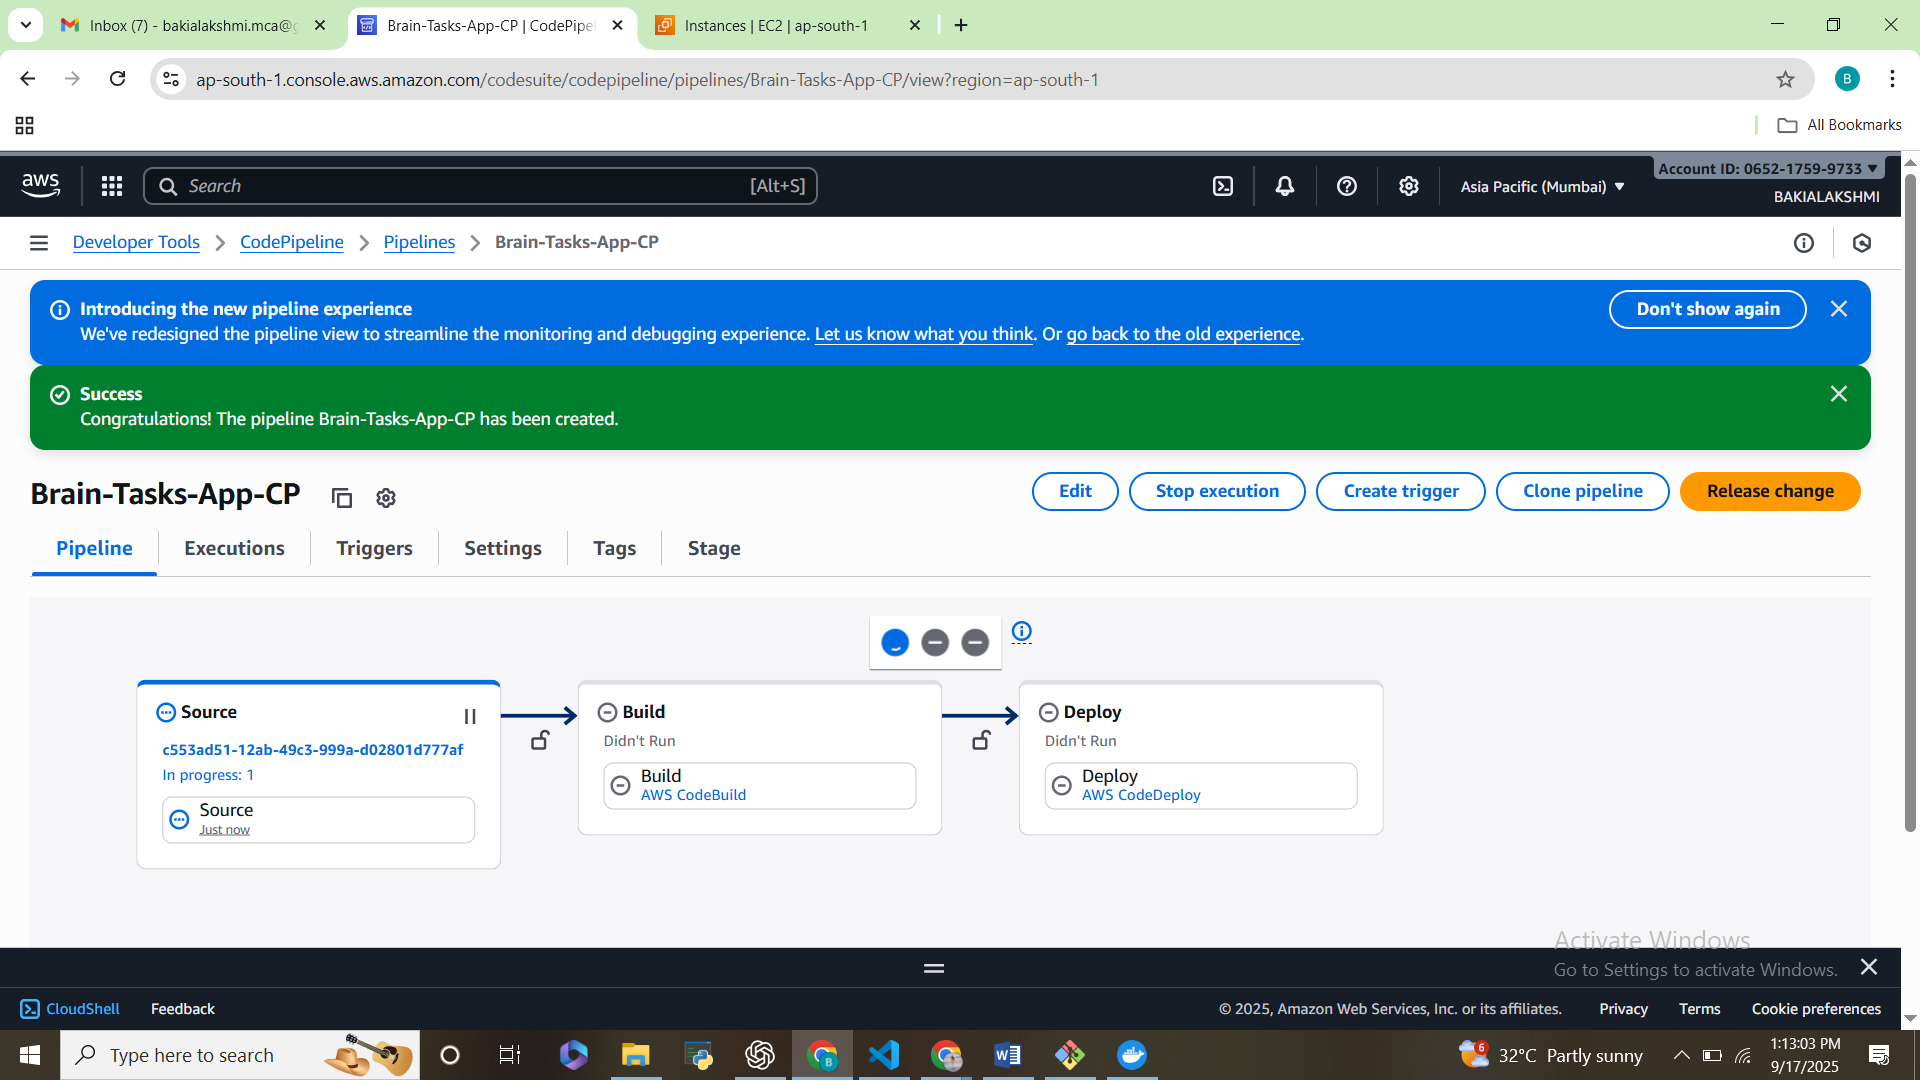 Inbox (7) - bakialakshmi.mca@g
Brain-Tasks-App-CP | CodePipel
Instances | EC2 | ap-south-1
ap-south-1.console.aws.amazon.com/codesuite/codepipeline/pipelines/Brain-Tasks-App-CP/view?region=ap-south-1
B
All Bookmarks
aws
Search
[Alt+S]
Asia Pacific (Mumbai)
Account ID: 0652-1759-9733
BAKIALAKSHMI
Developer Tools
CodePipeline
Pipelines
Brain-Tasks-App-CP
Introducing the new pipeline experience
We've redesigned the pipeline view to streamline the monitoring and debugging experience. Let us know what you think. Or go back to the old experience.
Don't show again
Success
Congratulations! The pipeline Brain-Tasks-App-CP has been created.
Brain-Tasks-App-CP
Edit
Stop execution
Create trigger
Clone pipeline
Release change
Pipeline
Executions
Triggers
Settings
Tags
Stage
Source
c553ad51-12ab-49c3-999a-d02801d777af
In progress: 1
Source
Just now
Build
Didn't Run
Build
AWS CodeBuild
Deploy
Didn't Run
Deploy
AWS CodeDeploy
Activate Windows
Go to Settings to activate Windows.
CloudShell
Feedback
© 2025, Amazon Web Services, Inc. or its affiliates.
Privacy
Terms
Cookie preferences
Type here to search
B
6
32°C Partly sunny
1:13:03 PM
9/17/2025